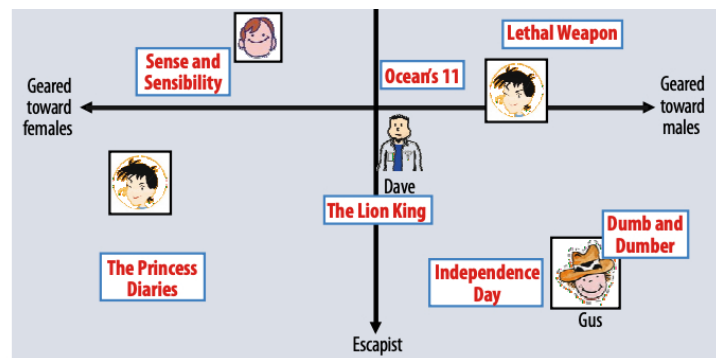 Lethal Weapon
Sense and
Sensibility
Ocean's 11
Geared
toward
females
Geared
toward
males
Dave
The Lion King
Dumb and
Dumber
The Princess
Diaries
Independence
Day
Gus
Escapist